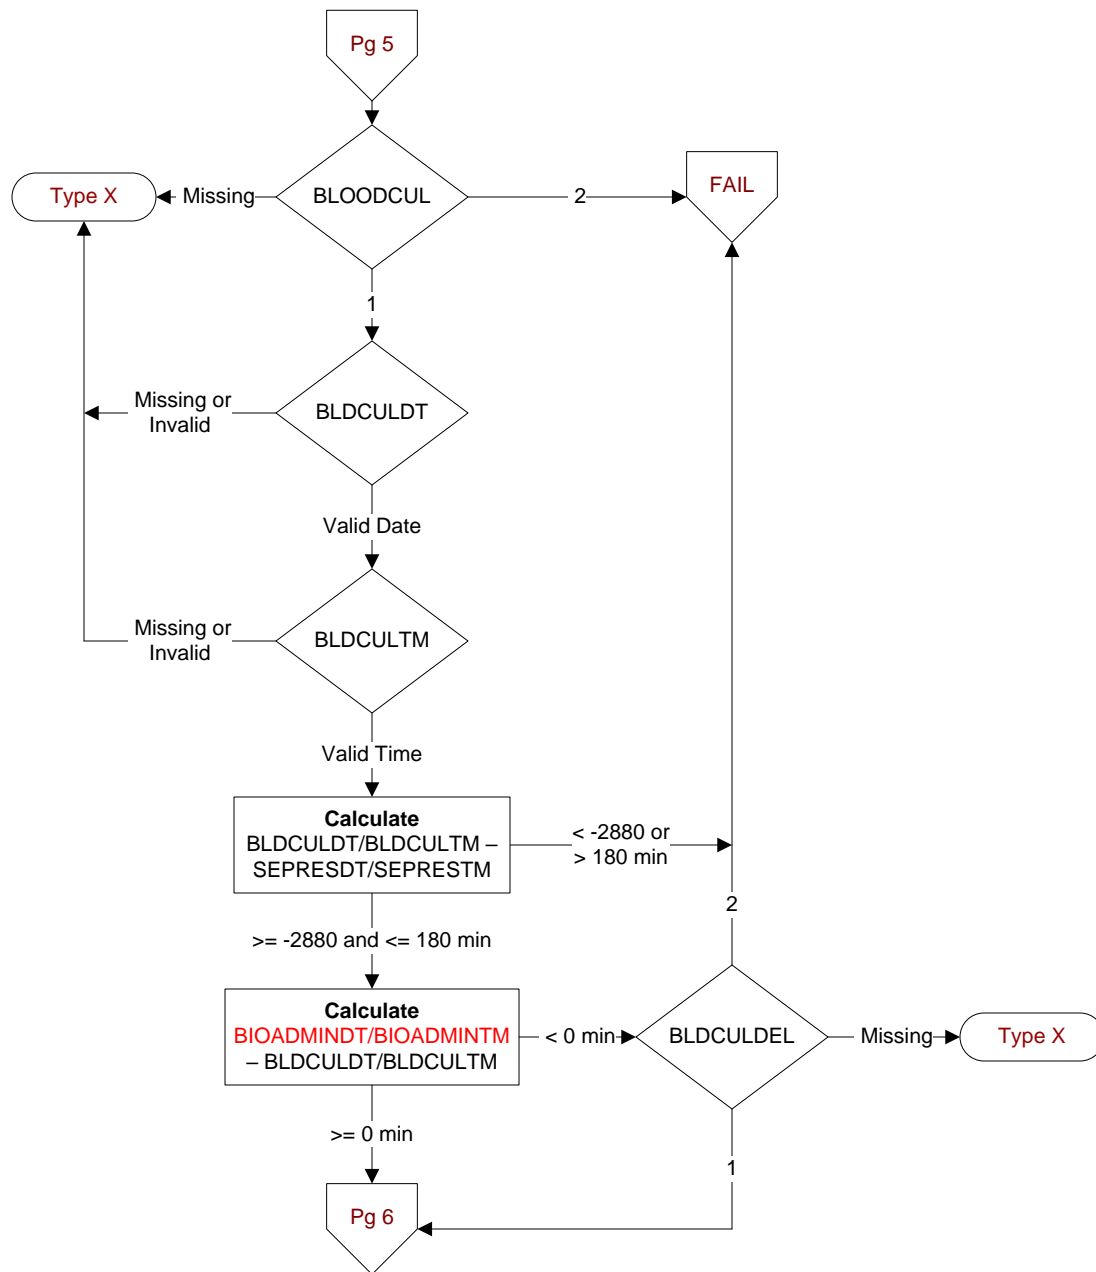 Pg 5
Type X
Missing
BLOODCUL
2
FAIL
1
Missing or
Invalid
BLDCULDT
Valid Date
Missing or
Invalid
BLDCULTM
Valid Time
Calculate
BLDCULDT/BLDCULTM –
SEPRESDT/SEPRESTM
< -2880 or
> 180 min
2
>= -2880 and <= 180 min
Calculate
BIOADMINDT/BIOADMINTM
– BLDCULDT/BLDCULTM
< 0 min
BLDCULDEL
Missing
Type X
>= 0 min
1
Pg 6